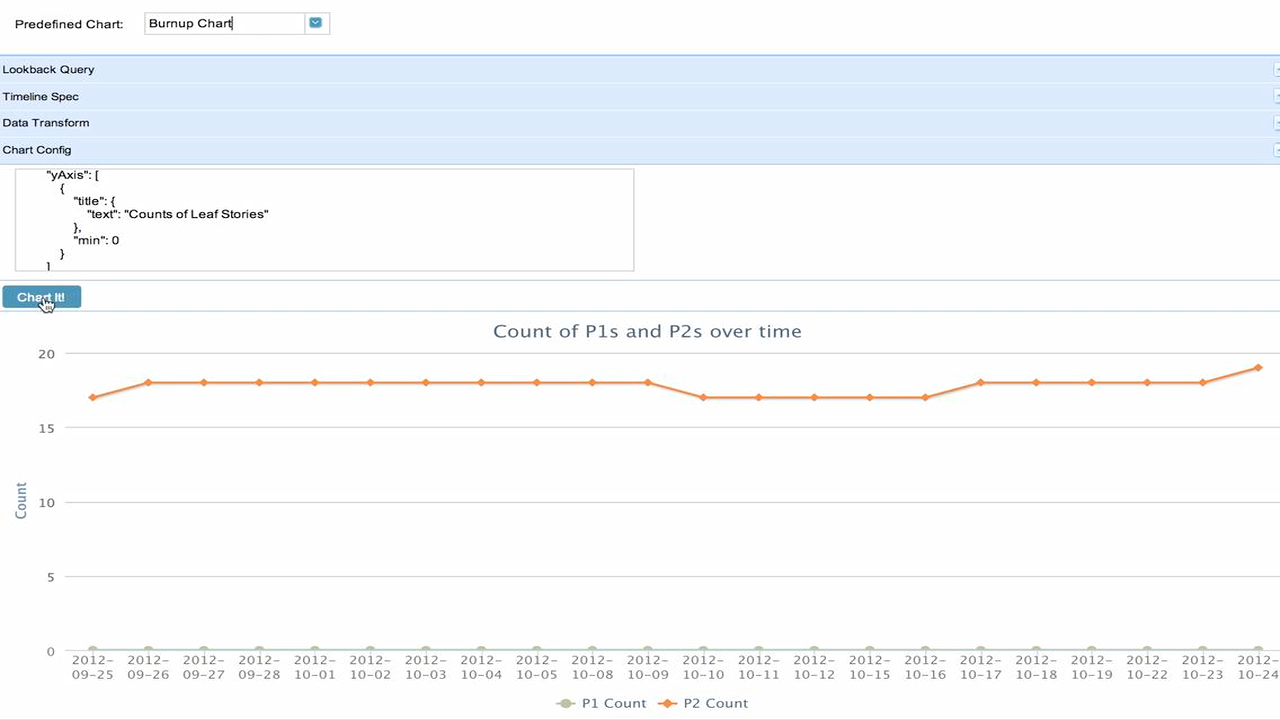 Predefined Chart: Burnup Chart
Lookback Query
Timeline Spec
Data Transform
Chart Config
"yAxis": [
{
"title": {
"text": "Counts of Leaf Stories"
},
"min": 0
}
]
Chart It!
Count of P1s and P2s over time
20
15
10
5
0
Count
2012- 2012- 2012- 2012- 2012- 2012- 2012- 2012- 2012- 2012- 2012- 2012- 2012- 2012- 2012- 2012- 2012- 2012- 2012- 2012- 2012- 2012-
09-25 09-26 09-27 09-28 10-01 10-02 10-03 10-04 10-05 10-08 10-09 10-10 10-11 10-12 10-15 10-16 10-17 10-18 10-19 10-22 10-23 10-24
P1 Count P2 Count